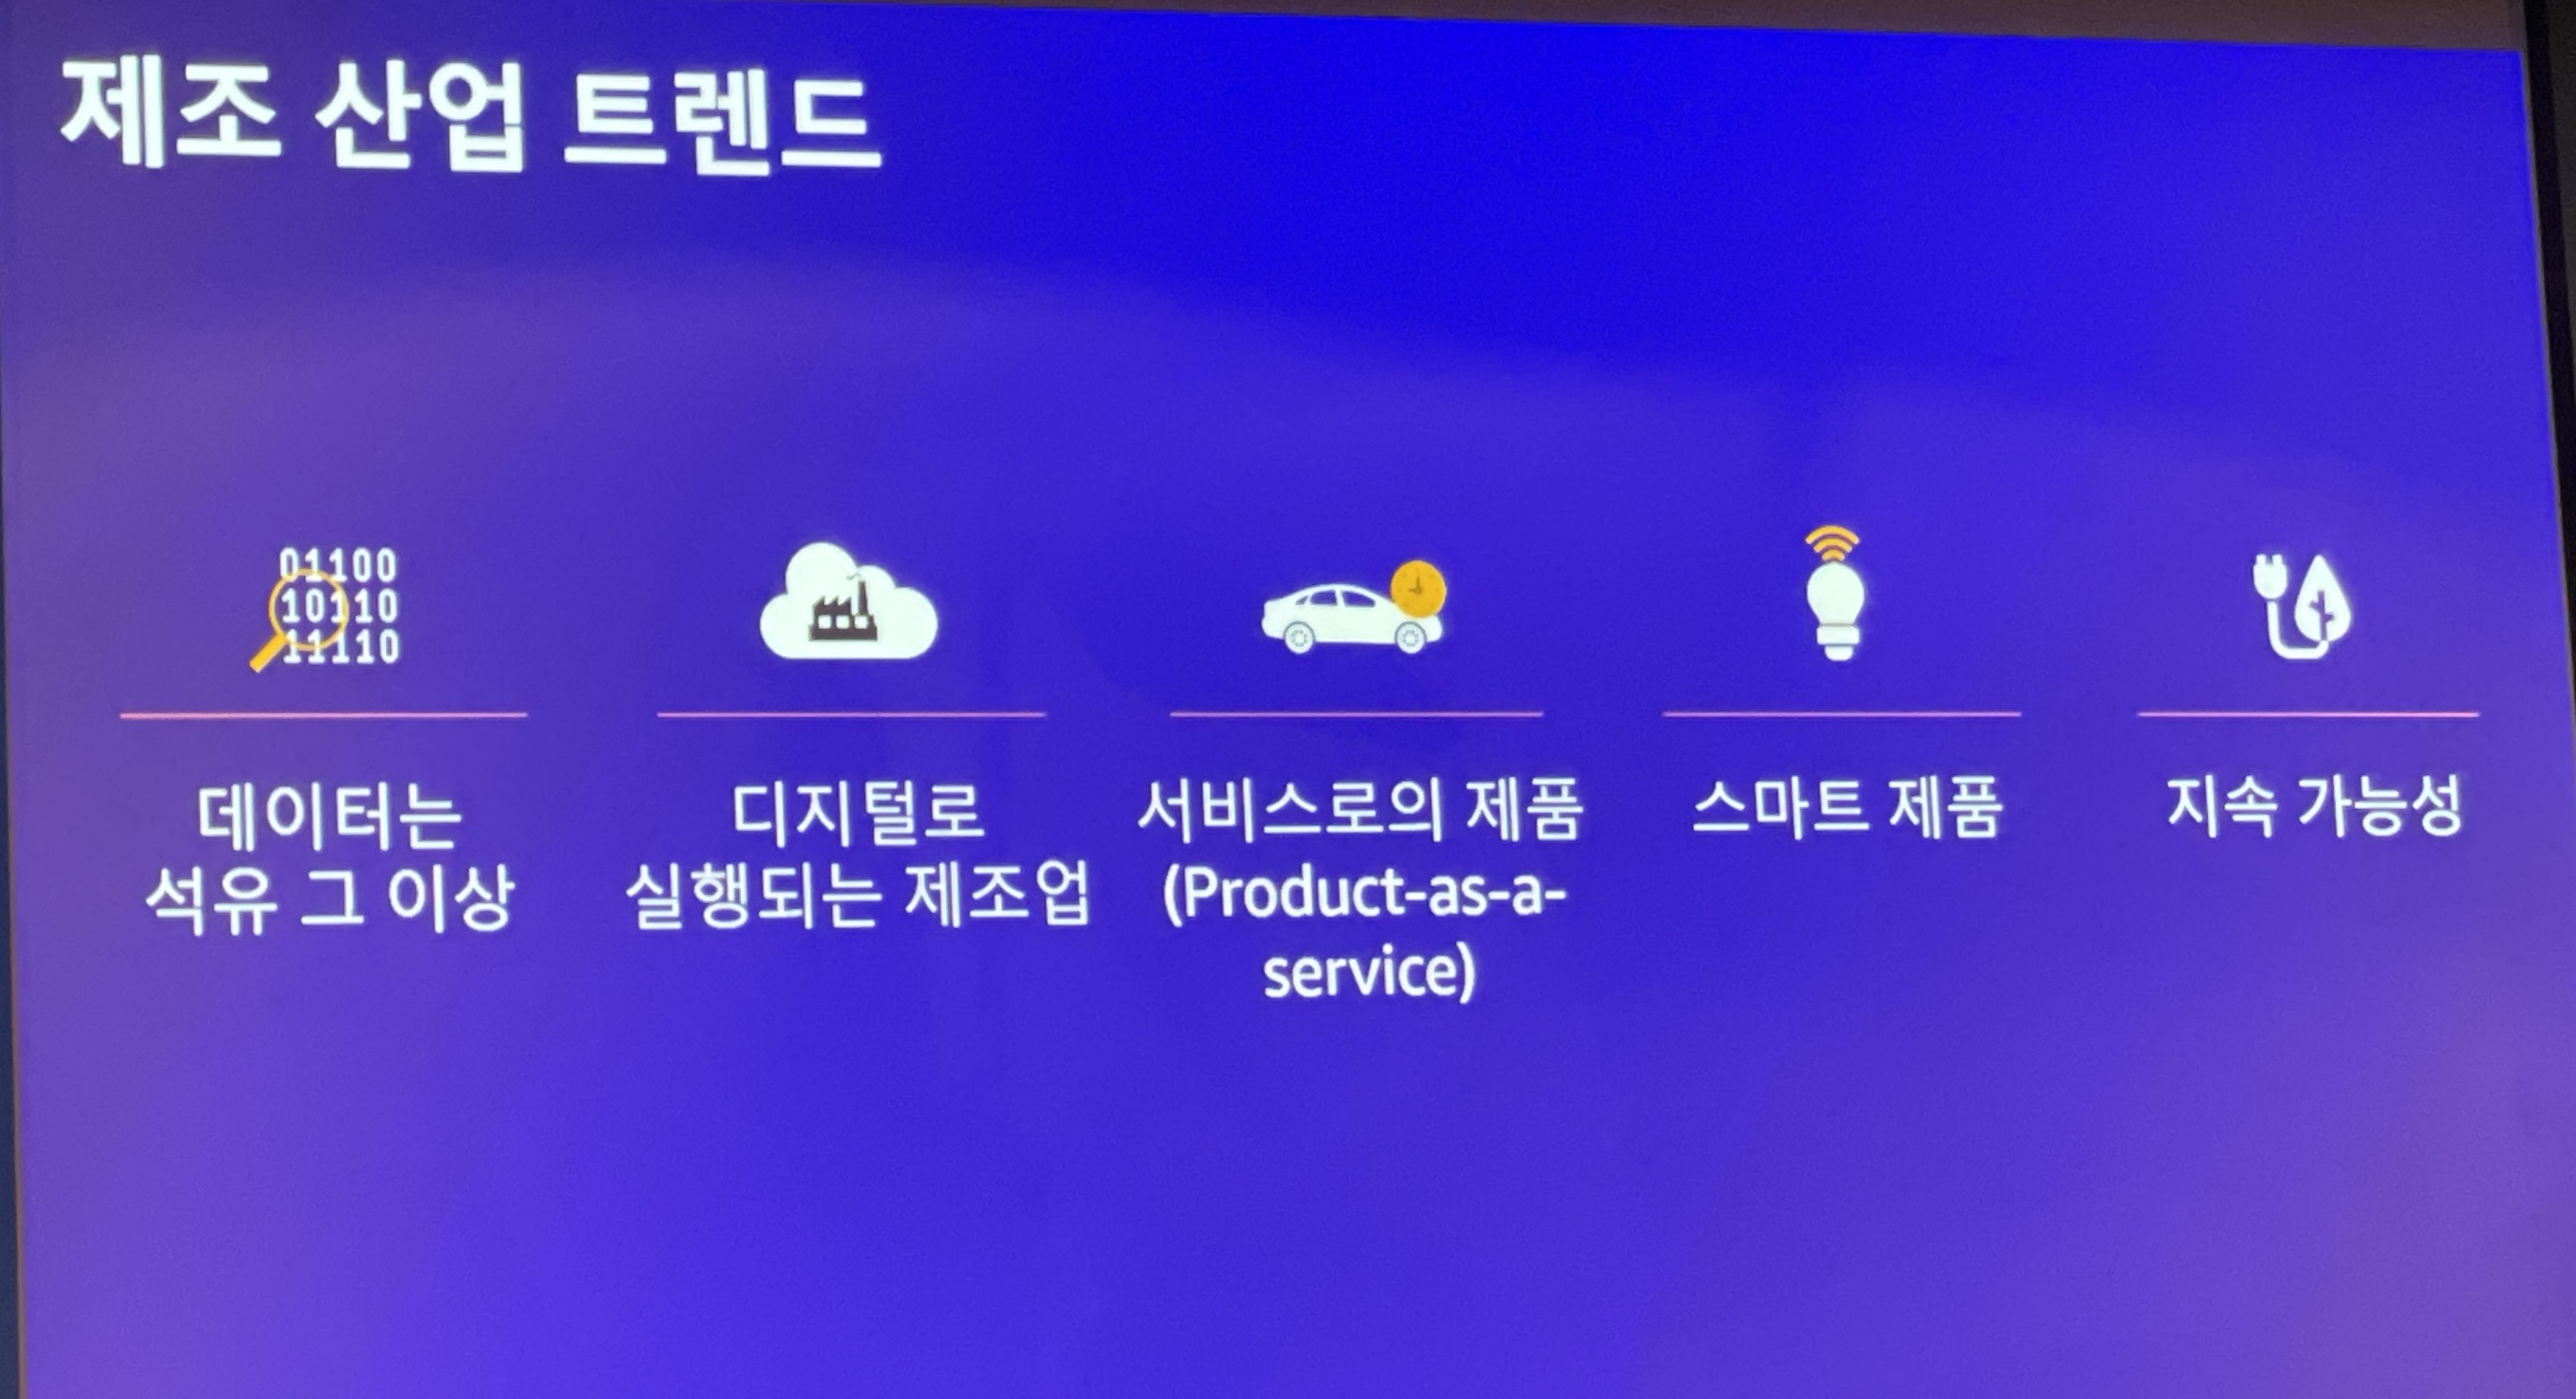 제조 산업 트렌드
01100
10110
11110
데이터는
석유 그 이상
디지털로
실행되는 제조업
서비스로의 제품
(Product-as-a-
service)
스마트 제품
지속 가능성